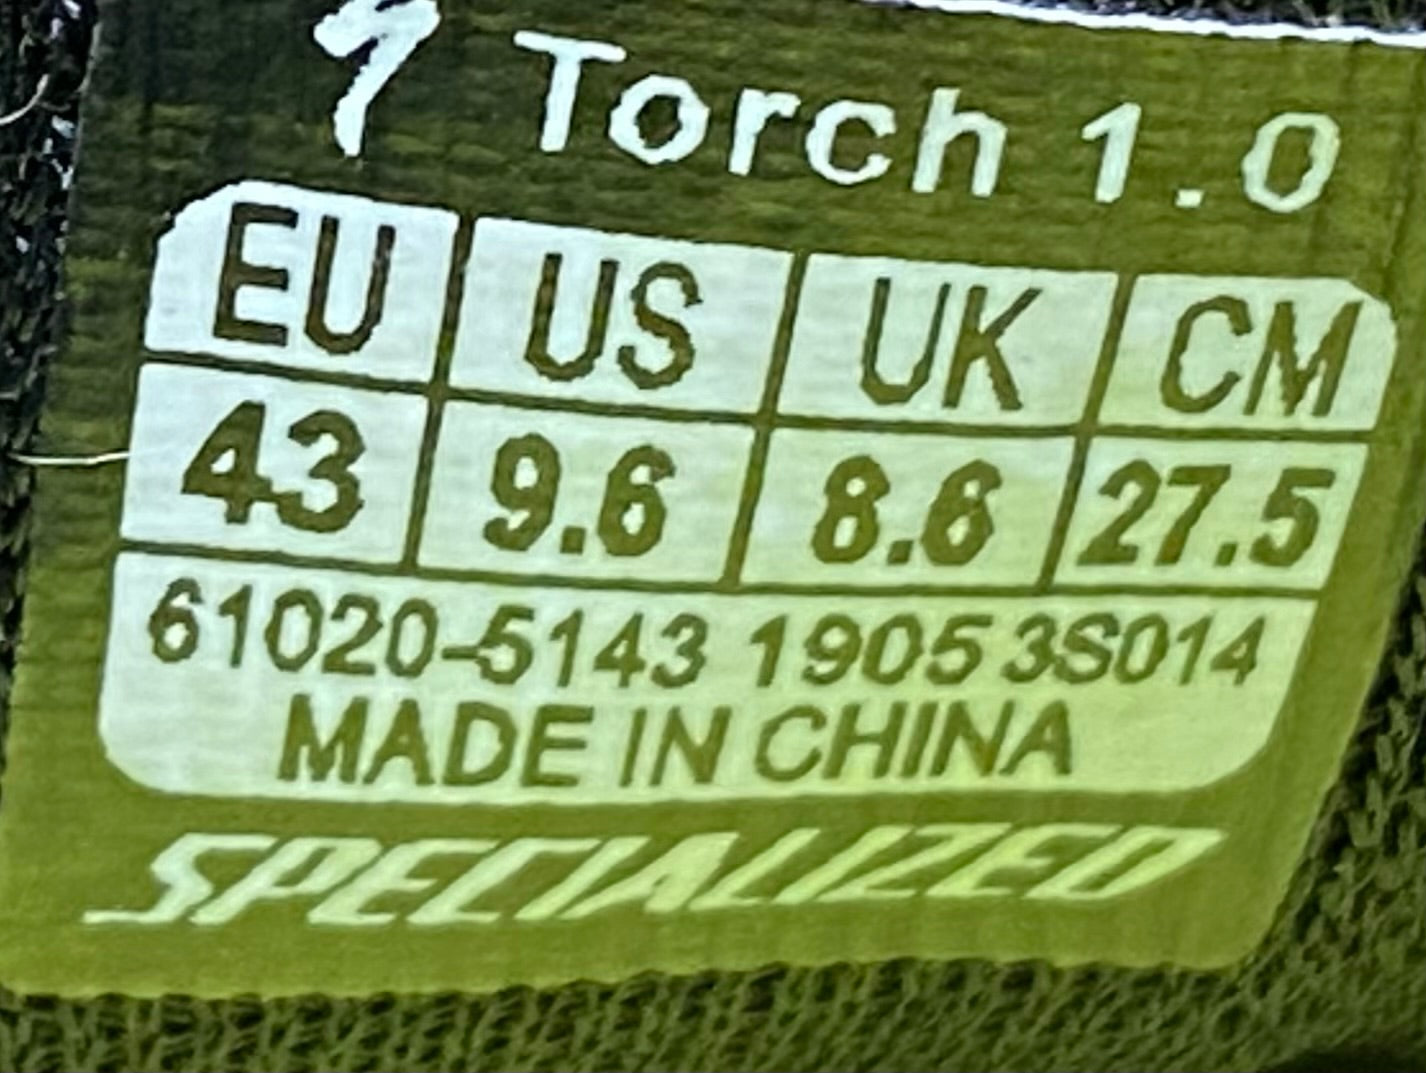 Torch 1.0
EU US UK CM
43 9.6 8.6 27.5
61020-5143 1905 3S014
MADE IN CHINA
SPECIALIZED